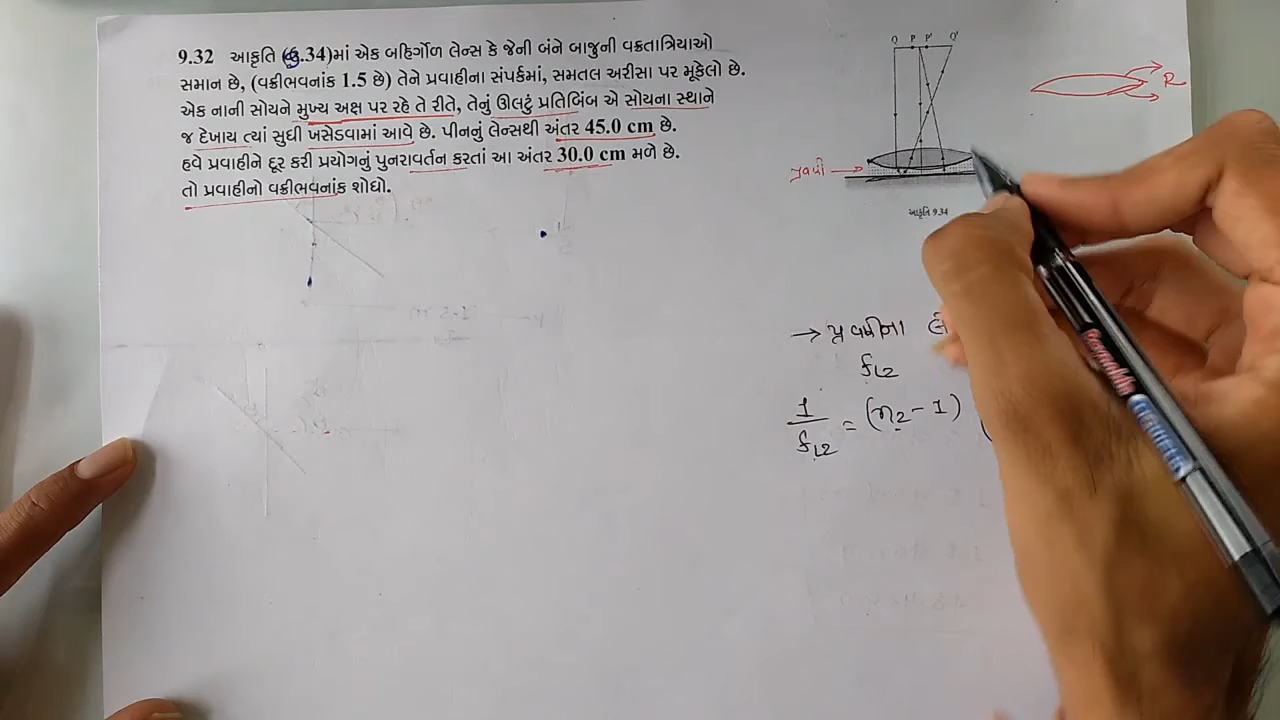 9.32 આકૃતિ (9.34)માં એક બહિર્ગોળ લેન્સ કે જેની બંને બાજુની વક્રતાત્રિયાઓ
સમાન છે, (વક્રીભવનાંક 1.5 છે) તેને પ્રવાહીના સંપર્કમાં, સમતલ અરીસા પર મૂકેલો છે.
એક નાની સોયને મુખ્ય અક્ષ પર રહે તે રીતે, તેનું ઊલટું પ્રતિબિંબ એ સોયના સ્થાને
જ દેખાય ત્યાં સુધી ખસેડવામાં આવે છે. પીનનું લેન્સથી અંતર 45.0 cm છે.
હવે પ્રવાહીને દૂર કરી પ્રયોગનું પુનરાવર્તન કરતાં આ અંતર 30.0 cm મળે છે.
તો પ્રવાહીનો વક્રીભવનાંક શોધો.
P P' Q'
R
આકૃતિ 9.34
→ પ્રવાહીના
f_L2
1/f_L2 = (n2 - 1)